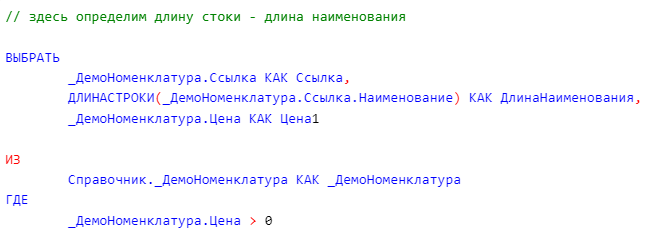 // здесь определим длину стоки - длина наименования
ВЫБРАТЬ
_ДемоНоменклатура.Ссылка КАК Ссылка,
ДЛИНАСТРОКИ(_ДемоНоменклатура.Ссылка.Наименование) КАК ДлинаНаименования,
_ДемоНоменклатура.Цена КАК Цена1
ИЗ
Справочник._ДемоНоменклатура КАК _ДемоНоменклатура
ГДЕ
_ДемоНоменклатура.Цена > 0